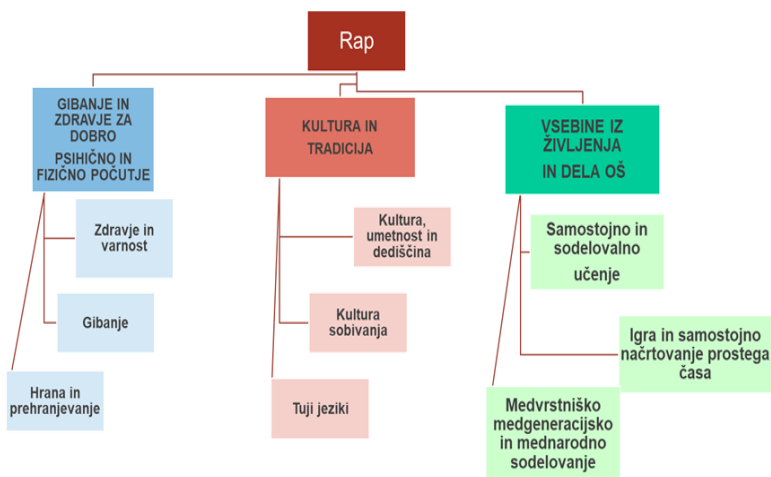 Rap
GIBANJE IN
ZDRAVJE ZA
DOBRO
PSIHIČNO IN
FIZIČNO POČUTJE
Zdravje in
varnost
Gibanje
Hrana in
prehranjevanje
KULTURA IN
TRADICIJA
Kultura,
umetnost in
dediščina
Kultura
sobivanja
Tuji jeziki
VSEBINE IZ
ŽIVLJENJA
IN DELA OŠ
Samostojno in
sodelovalno
učenje
Igra in samostojno
načrtovanje prostega
časa
Medvrstniško
medgeneracijsko
in mednarodno
sodelovanje